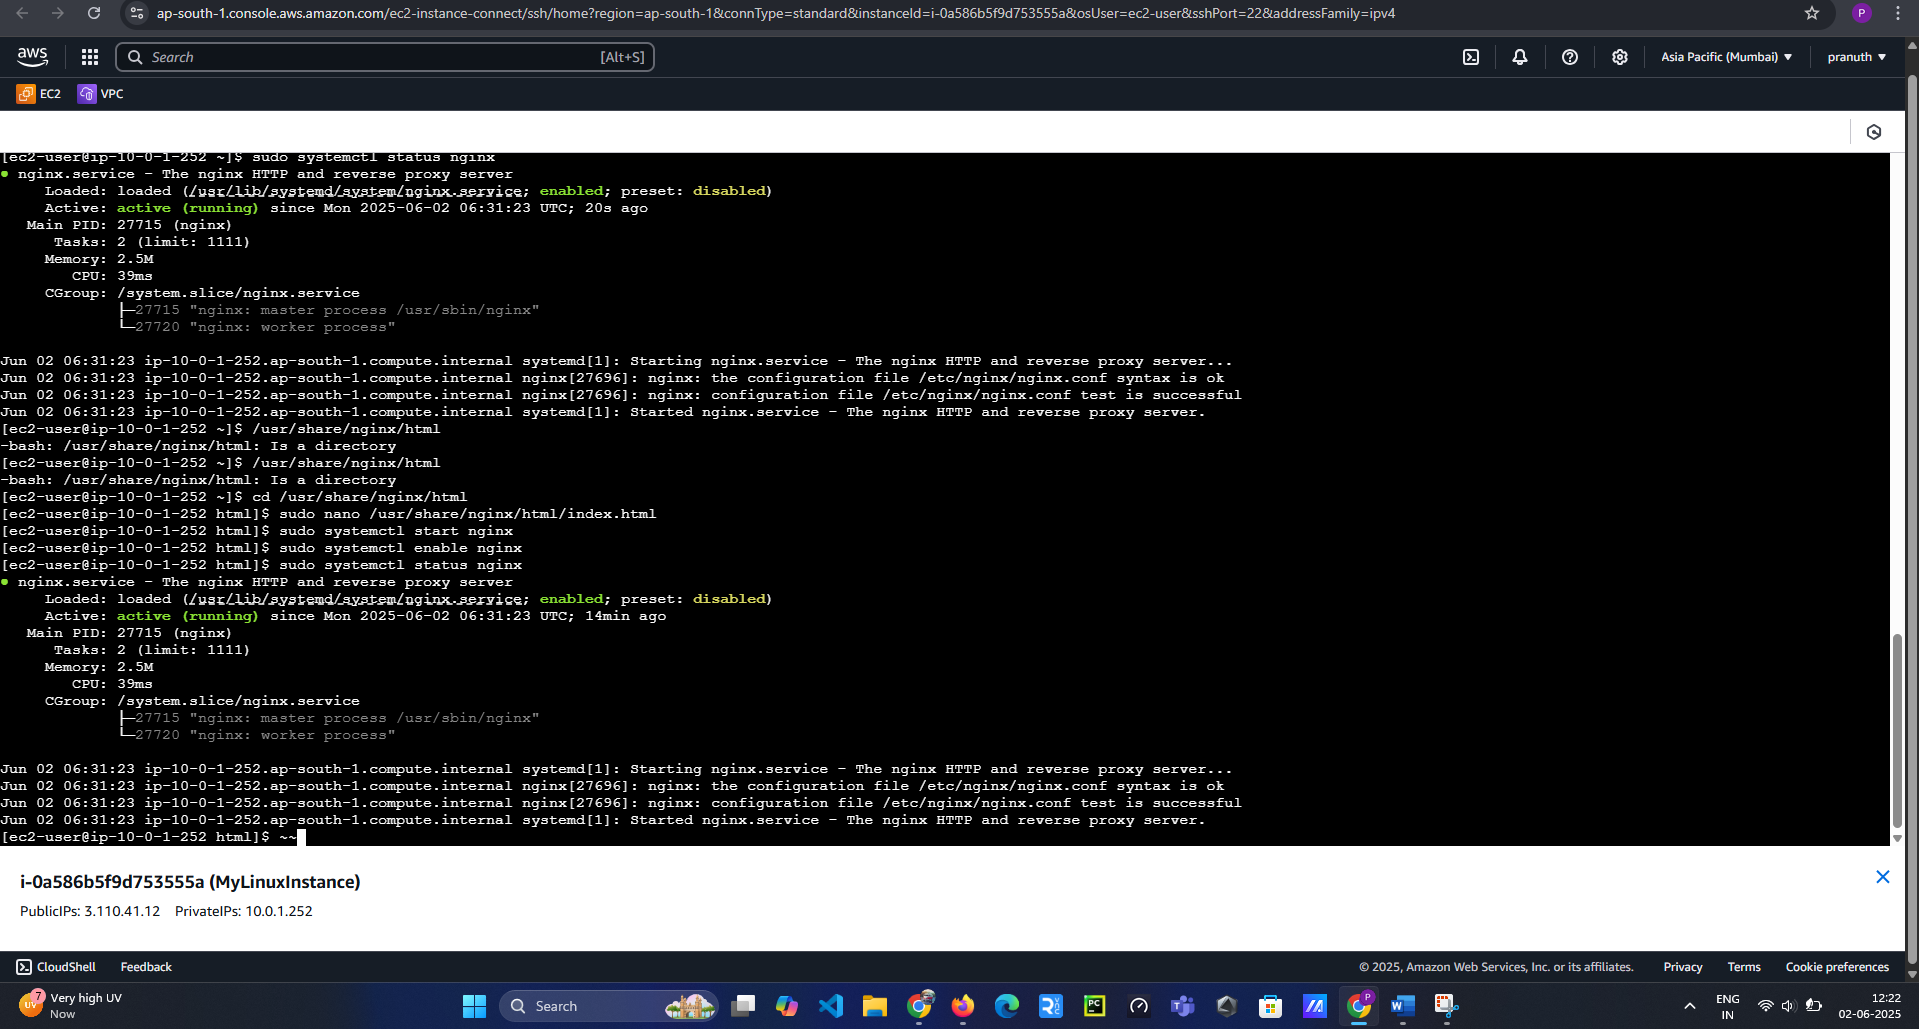 ap-south-1.console.aws.amazon.com/ec2-instance-connect/ssh/home?region=ap-south-1&connType=standard&instanceId=i-0a586b5f9d753555a&osUser=ec2-user&sshPort=22&addressFamily=ipv4
P
aws
Search
[Alt+S]
Asia Pacific (Mumbai)
pranuth
EC2
VPC
[ec2-user@ip-10-0-1-252 ~]$ sudo systemctl status nginx
● nginx.service - The nginx HTTP and reverse proxy server
Loaded: loaded (/usr/lib/systemd/system/nginx.service; enabled; preset: disabled)
Active: active (running) since Mon 2025-06-02 06:31:23 UTC; 20s ago
Main PID: 27715 (nginx)
Tasks: 2 (limit: 1111)
Memory: 2.5M
CPU: 39ms
CGroup: /system.slice/nginx.service
├─27715 "nginx: master process /usr/sbin/nginx"
└─27720 "nginx: worker process"
Jun 02 06:31:23 ip-10-0-1-252.ap-south-1.compute.internal systemd[1]: Starting nginx.service - The nginx HTTP and reverse proxy server...
Jun 02 06:31:23 ip-10-0-1-252.ap-south-1.compute.internal nginx[27696]: nginx: the configuration file /etc/nginx/nginx.conf syntax is ok
Jun 02 06:31:23 ip-10-0-1-252.ap-south-1.compute.internal nginx[27696]: nginx: configuration file /etc/nginx/nginx.conf test is successful
Jun 02 06:31:23 ip-10-0-1-252.ap-south-1.compute.internal systemd[1]: Started nginx.service - The nginx HTTP and reverse proxy server.
[ec2-user@ip-10-0-1-252 ~]$ /usr/share/nginx/html
-bash: /usr/share/nginx/html: Is a directory
[ec2-user@ip-10-0-1-252 ~]$ /usr/share/nginx/html
-bash: /usr/share/nginx/html: Is a directory
[ec2-user@ip-10-0-1-252 ~]$ cd /usr/share/nginx/html
[ec2-user@ip-10-0-1-252 html]$ sudo nano /usr/share/nginx/html/index.html
[ec2-user@ip-10-0-1-252 html]$ sudo systemctl start nginx
[ec2-user@ip-10-0-1-252 html]$ sudo systemctl enable nginx
[ec2-user@ip-10-0-1-252 html]$ sudo systemctl status nginx
● nginx.service - The nginx HTTP and reverse proxy server
Loaded: loaded (/usr/lib/systemd/system/nginx.service; enabled; preset: disabled)
Active: active (running) since Mon 2025-06-02 06:31:23 UTC; 14min ago
Main PID: 27715 (nginx)
Tasks: 2 (limit: 1111)
Memory: 2.5M
CPU: 39ms
CGroup: /system.slice/nginx.service
├─27715 "nginx: master process /usr/sbin/nginx"
└─27720 "nginx: worker process"
Jun 02 06:31:23 ip-10-0-1-252.ap-south-1.compute.internal systemd[1]: Starting nginx.service - The nginx HTTP and reverse proxy server...
Jun 02 06:31:23 ip-10-0-1-252.ap-south-1.compute.internal nginx[27696]: nginx: the configuration file /etc/nginx/nginx.conf syntax is ok
Jun 02 06:31:23 ip-10-0-1-252.ap-south-1.compute.internal nginx[27696]: nginx: configuration file /etc/nginx/nginx.conf test is successful
Jun 02 06:31:23 ip-10-0-1-252.ap-south-1.compute.internal systemd[1]: Started nginx.service - The nginx HTTP and reverse proxy server.
[ec2-user@ip-10-0-1-252 html]$ ~~
i-0a586b5f9d753555a (MyLinuxInstance)
PublicIPs: 3.110.41.12 PrivateIPs: 10.0.1.252
CloudShell
Feedback
© 2025, Amazon Web Services, Inc. or its affiliates.
Privacy
Terms
Cookie preferences
UV
7
Very high UV
Now
Search
ENG
IN
12:22
02-06-2025